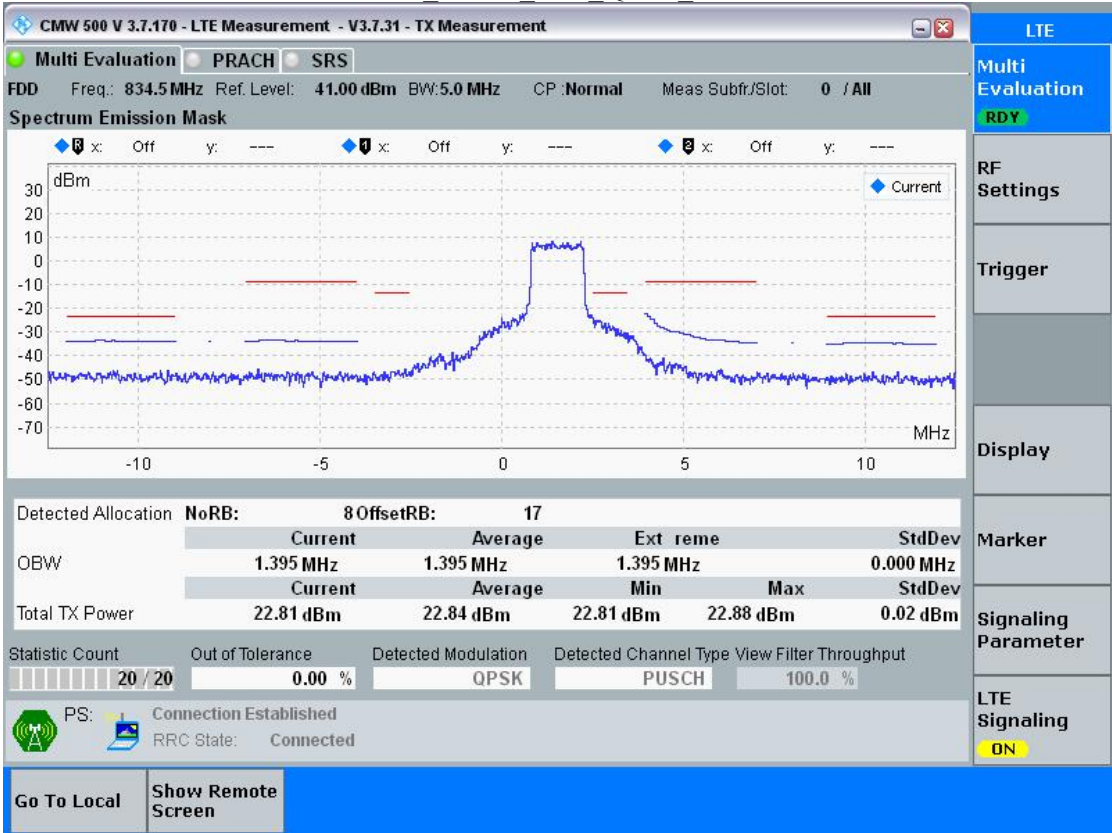 CMW 500 V 3.7.170 - LTE Measurement - V3.7.31 - TX Measurement
LTE
Multi Evaluation PRACH SRS
Multi Evaluation
RDY
FDD Freq.: 834.5 MHz Ref. Level: 41.00 dBm BW:5.0 MHz CP :Normal Meas Subfr./Slot: 0 / All
Spectrum Emission Mask
R x: Off y: --- 1 x: Off y: --- 2 x: Off y: ---
dBm
Current
30
20
10
0
-10
-20
-30
-40
-50
-60
-70
MHz
-10 -5 0 5 10
RF Settings
Trigger
Display
Marker
Signaling Parameter
LTE Signaling
ON
Detected Allocation NoRB: 8 OffsetRB: 17
Current Average Ext reme StdDev
OBW 1.395 MHz 1.395 MHz 1.395 MHz 0.000 MHz
Current Average Min Max StdDev
Total TX Power 22.81 dBm 22.84 dBm 22.81 dBm 22.88 dBm 0.02 dBm
Statistic Count Out of Tolerance Detected Modulation Detected Channel Type View Filter Throughput
20 / 20 0.00 % QPSK PUSCH 100.0 %
PS: Connection Established
RRC State: Connected
Go To Local
Show Remote Screen